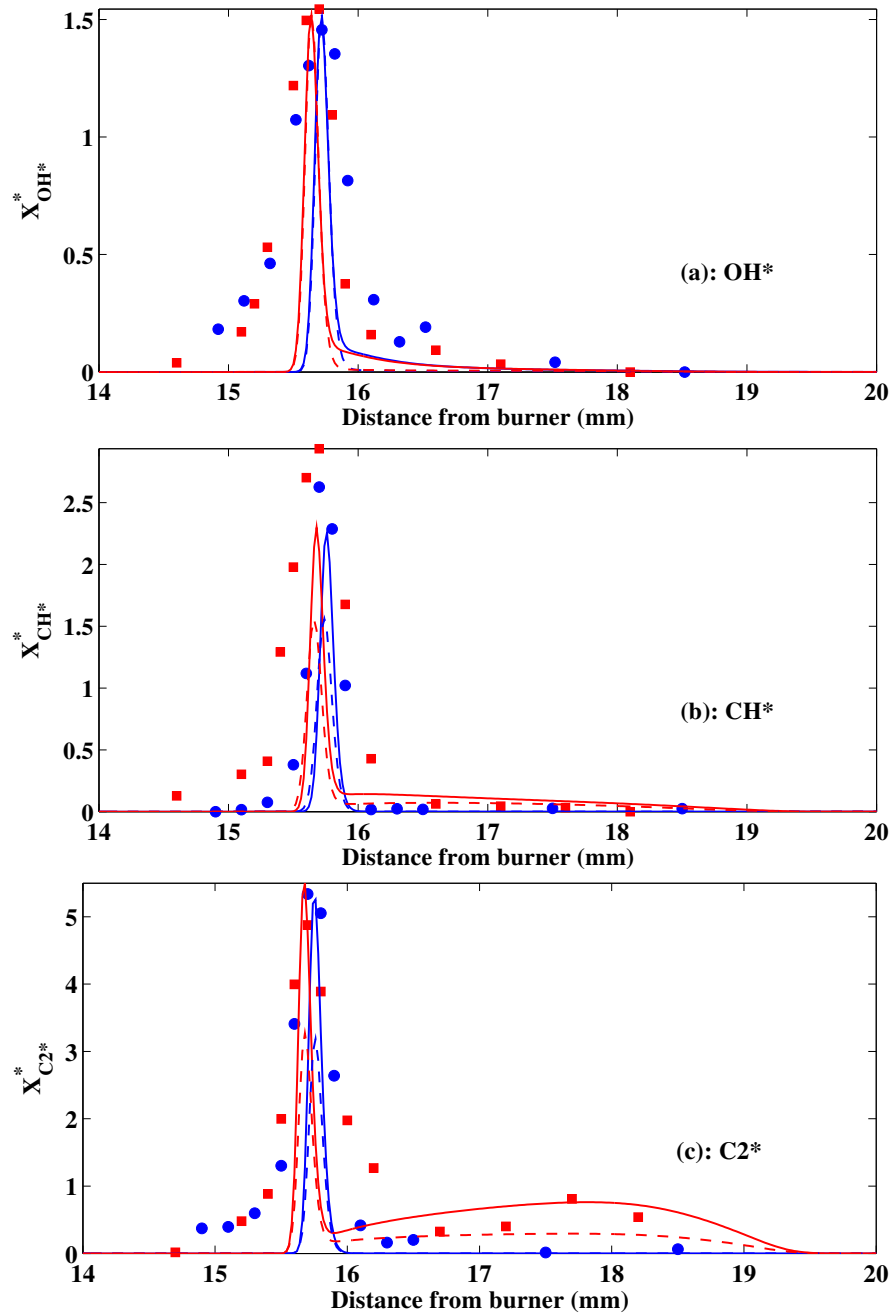 1.5
1
0.5
0
X*OH*
(a): OH*
14 15 16 17 18 19 20
Distance from burner (mm)
2.5
2
1.5
1
0.5
0
X*CH*
(b): CH*
14 15 16 17 18 19 20
Distance from burner (mm)
5
4
3
2
1
0
X*C2*
(c): C2*
14 15 16 17 18 19 20
Distance from burner (mm)